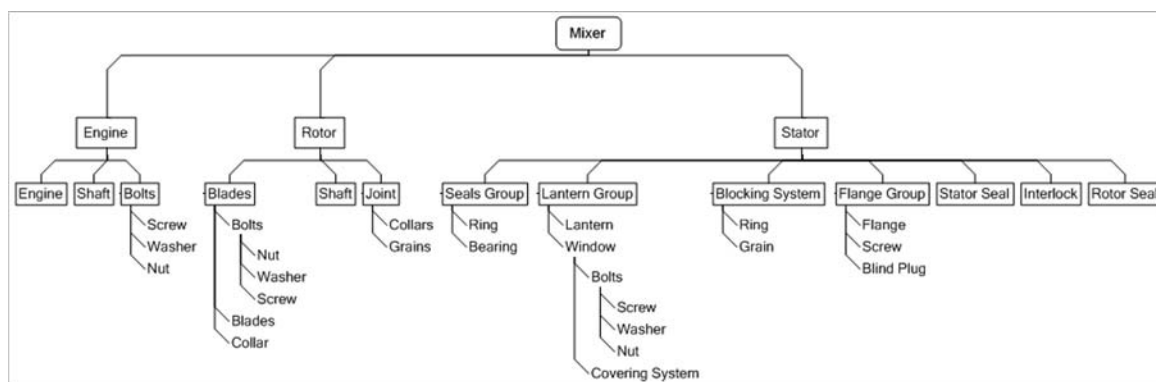 Mixer
Engine
Rotor
Stator
Engine
Shaft
Bolts
Blades
Shaft
Joint
Seals Group
Lantern Group
Blocking System
Flange Group
Stator Seal
Interlock
Rotor Seal
Screw
Washer
Nut
Bolts
Nut
Washer
Screw
Blades
Collar
Collars
Grains
Ring
Bearing
Lantern
Window
Bolts
Screw
Washer
Nut
Covering System
Ring
Grain
Flange
Screw
Blind Plug